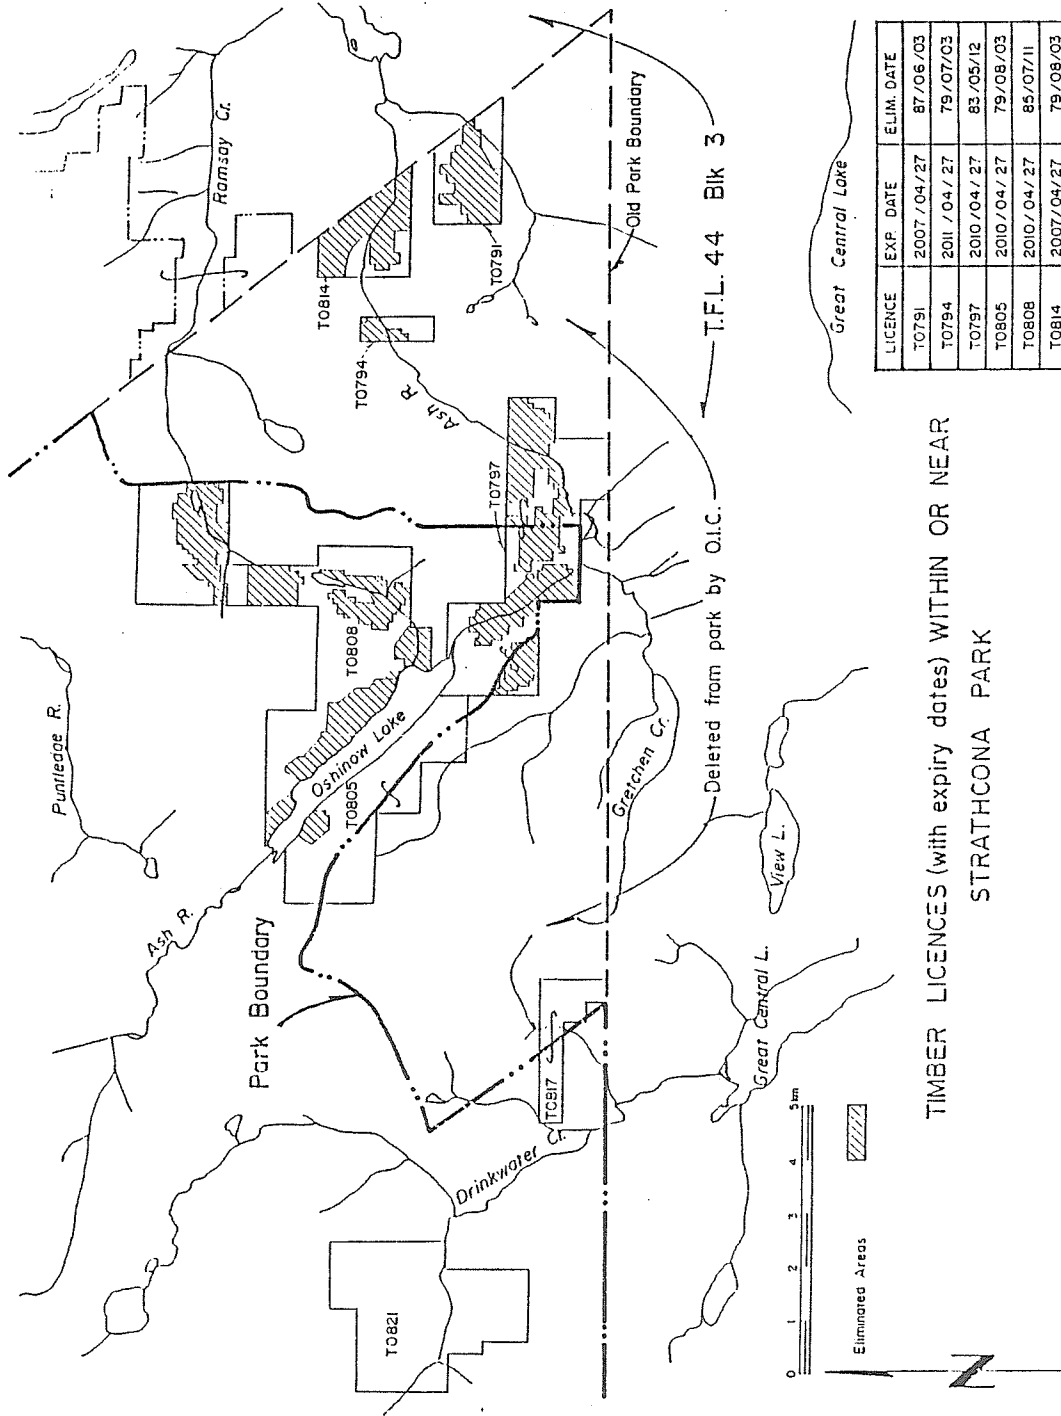 Puntledge R.
Ramsay Cr.
Ash R.
Park Boundary
T0805
Oshinow Lake
T0808
T0794
T0814
Ash R.
T0797
T0791
T0821
Drinkwater Cr.
T0817
Gretchen Cr.
Old Park Boundary
Deleted from park by O.I.C.
T.F.L. 44 Blk 3
Great Central L.
View L.
Great Central Lake
0 1 2 3 4 5 km
Eliminated Areas
N
TIMBER LICENCES (with expiry dates) WITHIN OR NEAR
STRATHCONA PARK
LICENCE EXP. DATE ELIM. DATE
T0791 2007/04/27 87/06/03
T0794 2011/04/27 79/07/03
T0797 2010/04/27 83/05/12
T0805 2010/04/27 79/08/03
T0808 2010/04/27 85/07/11
T0814 2007/04/27 79/08/03